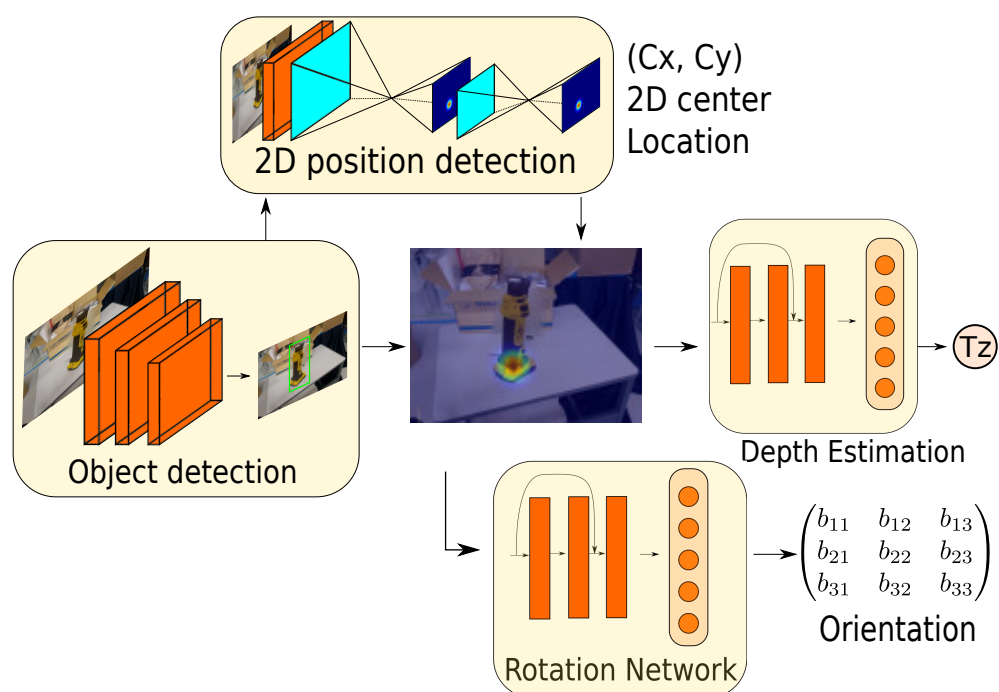 (Cx, Cy)
2D center
Location
2D position detection
Object detection
Tz
Depth Estimation
b11 b12 b13
b21 b22 b23
b31 b32 b33
Orientation
Rotation Network